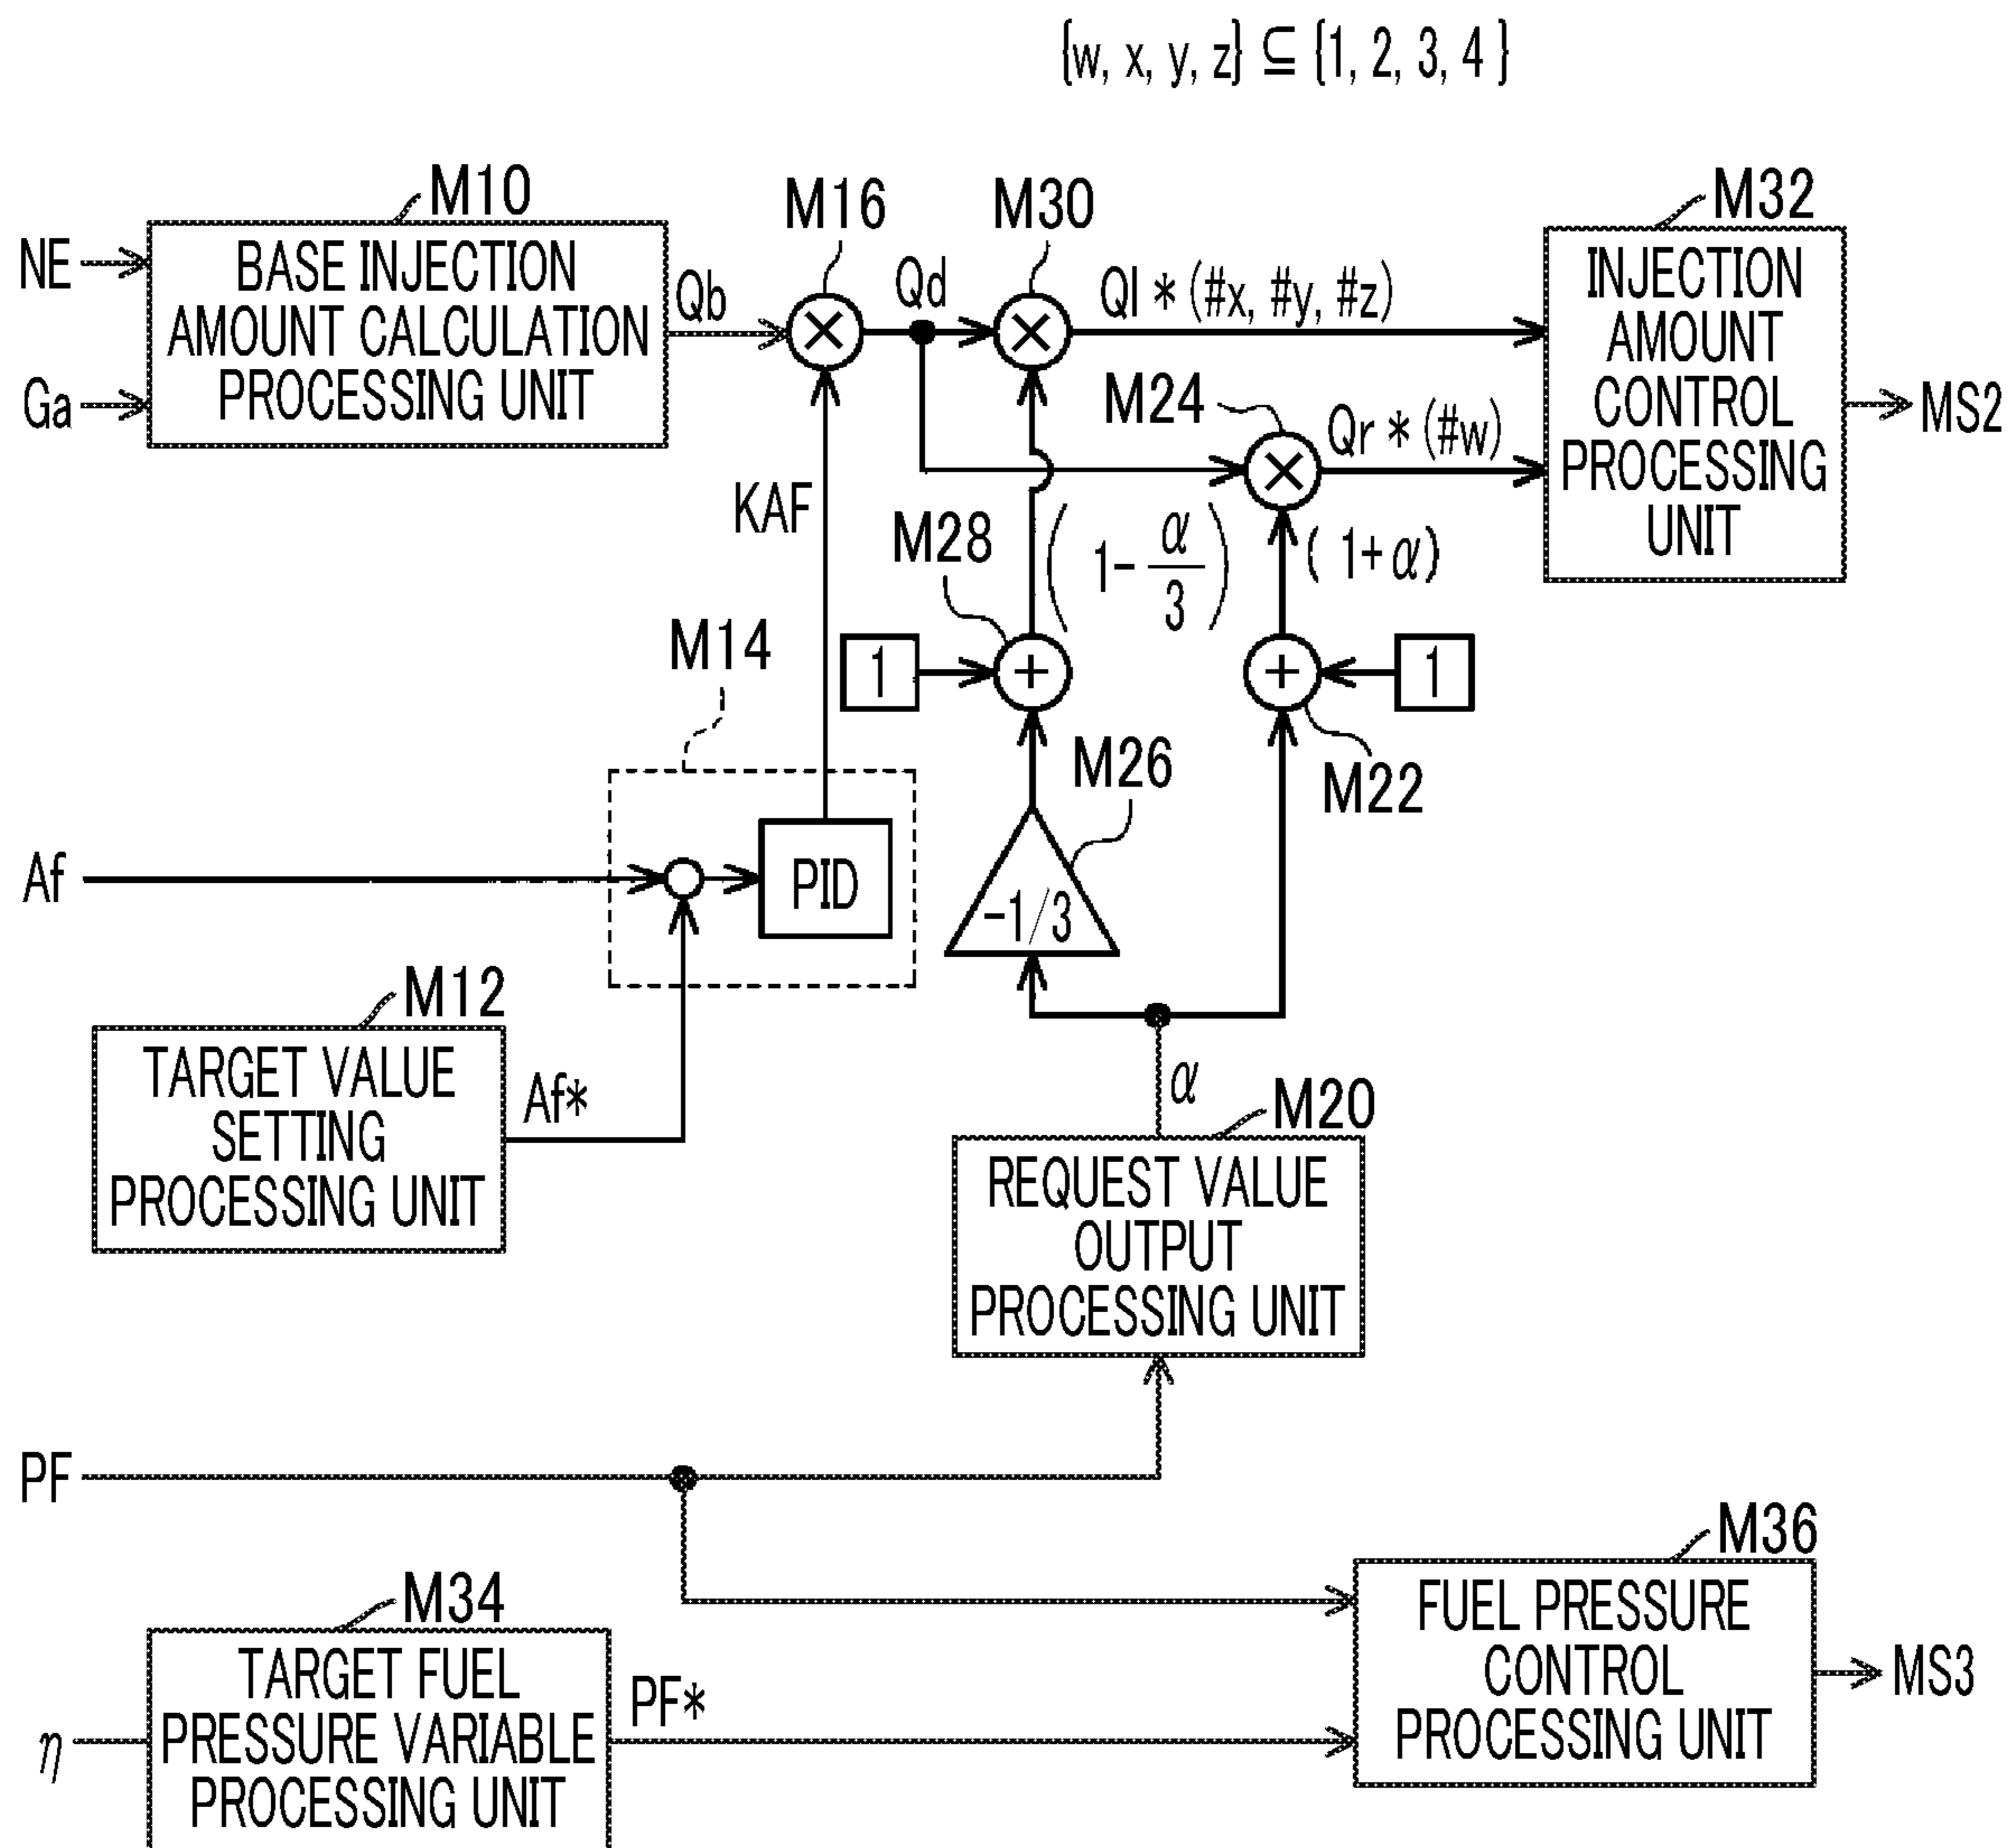 {w, x, y, z} ⊆ {1, 2, 3, 4}
M10
M16
M30
M32
NE
Ga
BASE INJECTION
AMOUNT CALCULATION
PROCESSING UNIT
Qb
×
Qd
×
Ql * (#x, #y, #z)
INJECTION
AMOUNT
CONTROL
PROCESSING
UNIT
MS2
M24
×
Qr * (#w)
KAF
M28
(1-α/3)
(1+α)
M14
1
+
+
1
M26
M22
Af
PID
-1/3
M12
TARGET VALUE
SETTING
PROCESSING UNIT
Af*
α
M20
REQUEST VALUE
OUTPUT
PROCESSING UNIT
PF
M36
FUEL PRESSURE
CONTROL
PROCESSING UNIT
MS3
M34
TARGET FUEL
PRESSURE VARIABLE
PROCESSING UNIT
η
PF*